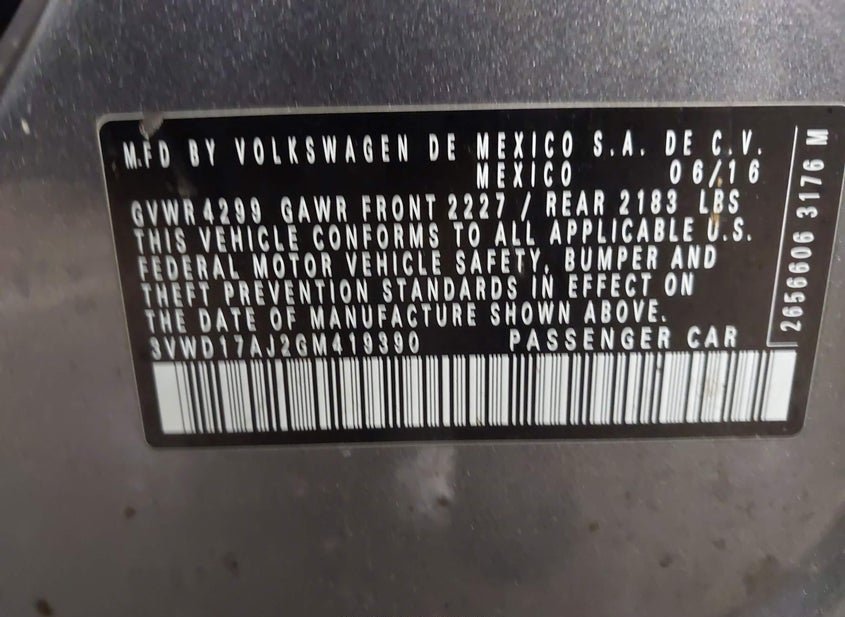 MFD BY VOLKSWAGEN DE MEXICO S.A. DE C.V.
MEXICO 06/16
GVWR 4299 GAWR FRONT 2227 / REAR 2183 LBS
THIS VEHICLE CONFORMS TO ALL APPLICABLE U.S.
FEDERAL MOTOR VEHICLE SAFETY, BUMPER AND
THEFT PREVENTION STANDARDS IN EFFECT ON
THE DATE OF MANUFACTURE SHOWN ABOVE.
3VWD17AJ2GM419390 PASSENGER CAR
2656606 3176 M